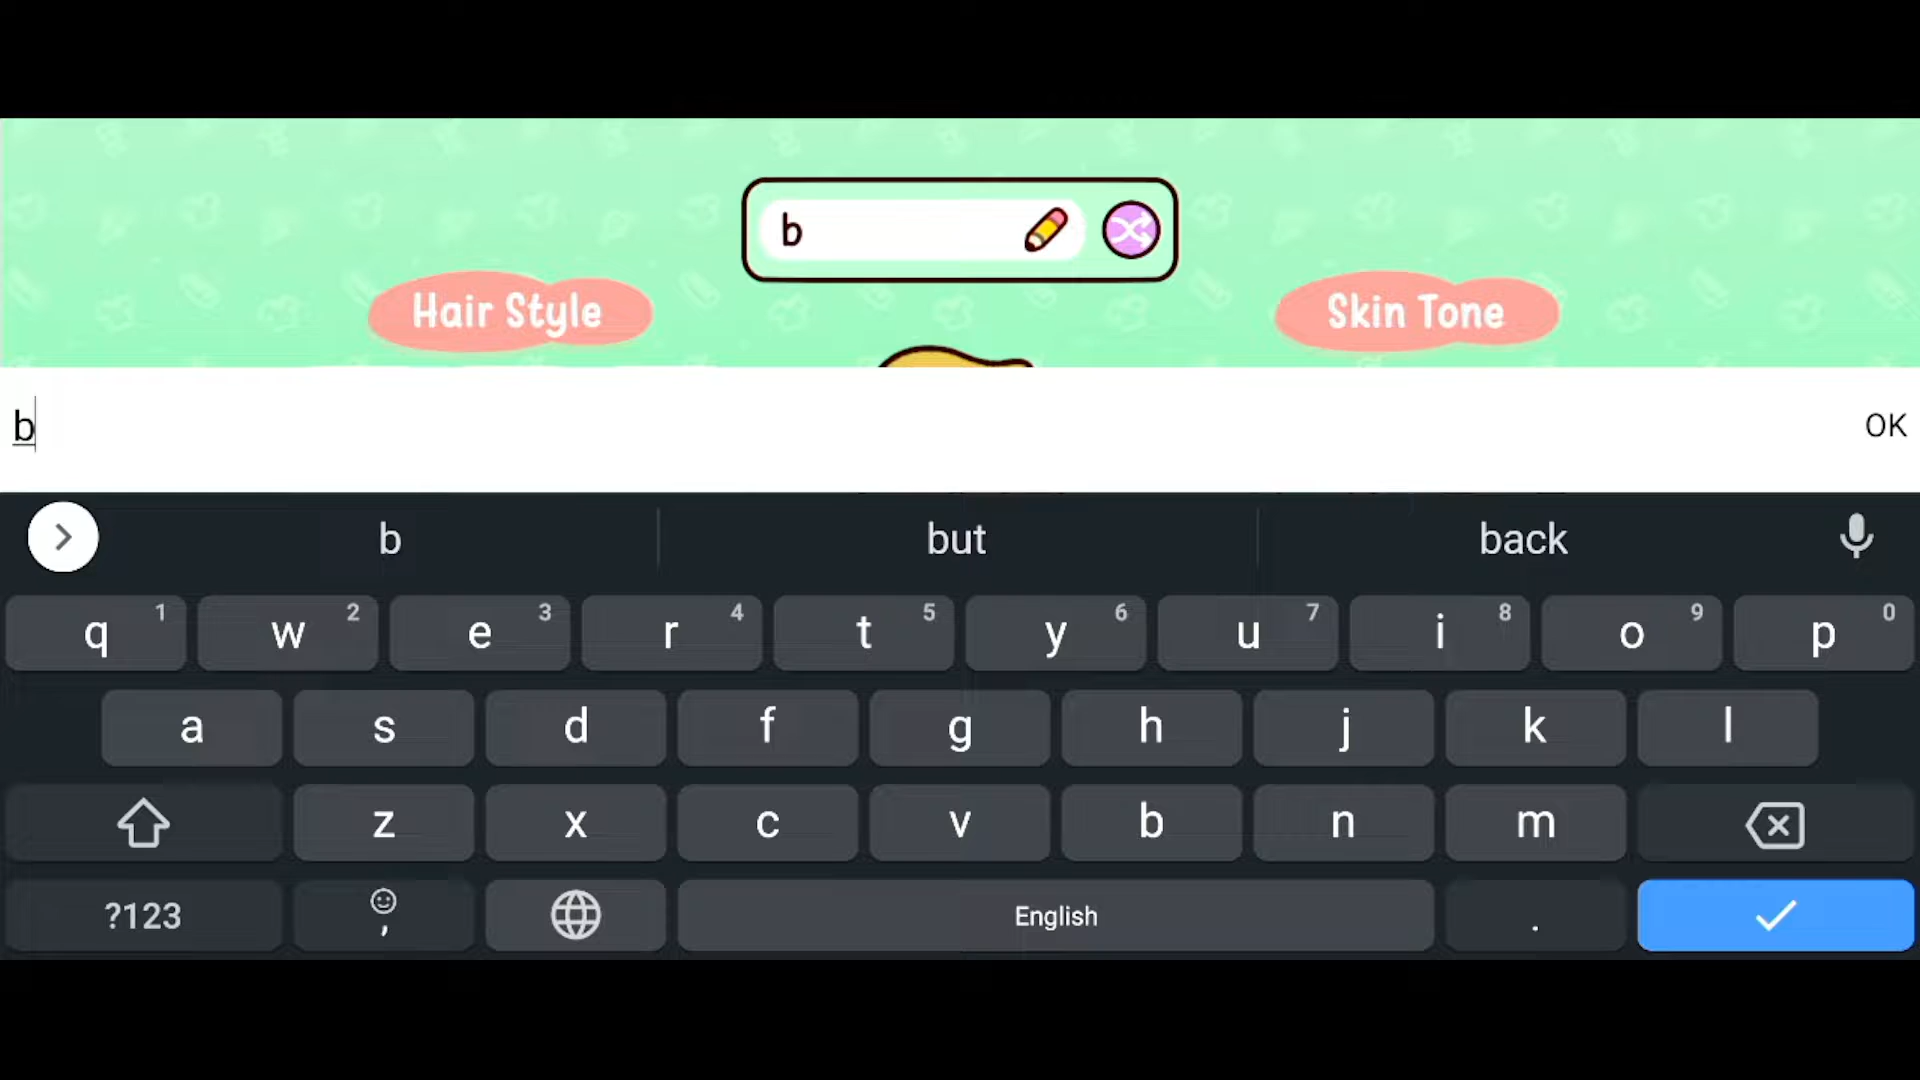 b
Hair Style
Skin Tone
b
OK
b but back
q 1 w 2 e 3 r 4 t 5 y 6 u 7 i 8 o 9 p 0
a s d f g h j k l
z x c v b n m
?123 , English .